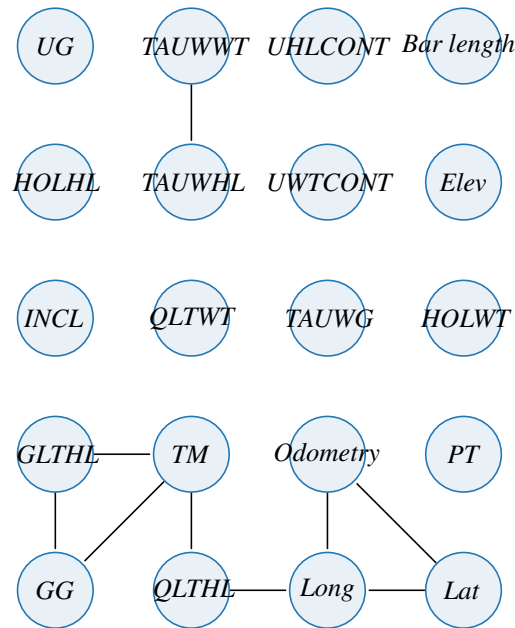 UG TAUWWT UHLCONT Bar length
HOLHL TAUWHL UWTCONT Elev
INCL QLTWT TAUWG HOLWT
GLTHL TM Odometry PT
GG QLTHL Long Lat